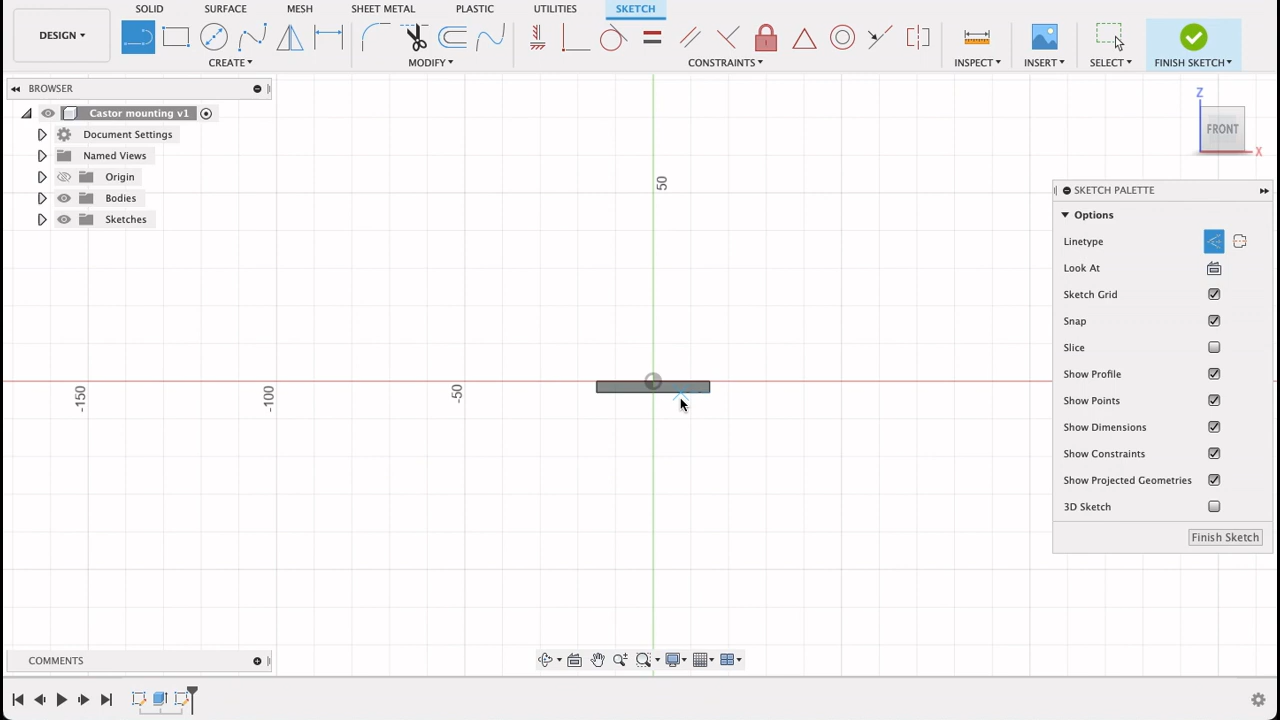 SOLID SURFACE MESH SHEET METAL PLASTIC UTILITIES SKETCH
DESIGN
CREATE MODIFY CONSTRAINTS INSPECT INSERT SELECT FINISH SKETCH
BROWSER
Castor mounting v1
Document Settings
Named Views
Origin
Bodies
Sketches
Z
FRONT
X
50
-150
-100
-50
SKETCH PALETTE
Options
Linetype
Look At
Sketch Grid
Snap
Slice
Show Profile
Show Points
Show Dimensions
Show Constraints
Show Projected Geometries
3D Sketch
Finish Sketch
COMMENTS